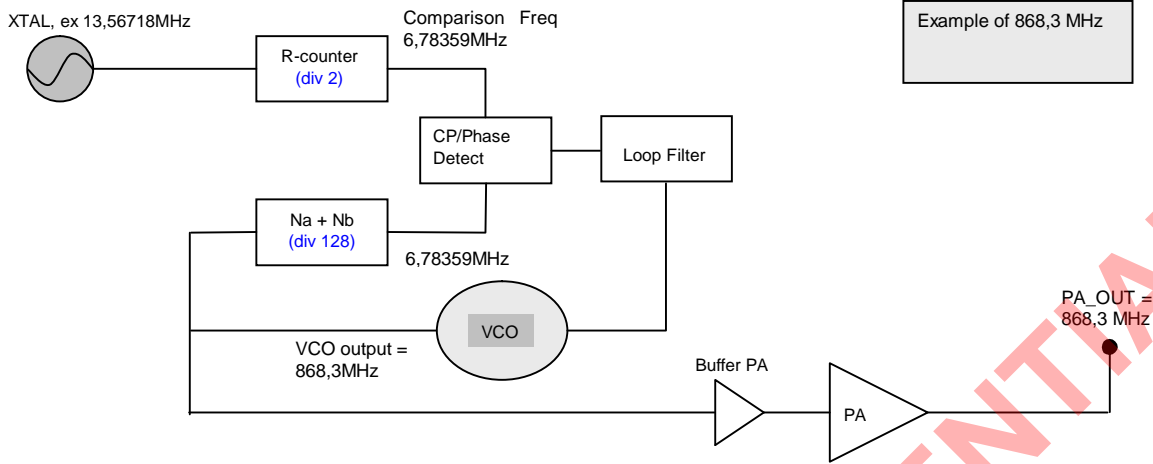 XTAL, ex 13,56718MHz
Comparison Freq
6,78359MHz
Example of 868,3 MHz
R-counter
(div 2)
CP/Phase
Detect
Loop Filter
Na + Nb
(div 128)
6,78359MHz
VCO
VCO output =
868,3MHz
PA_OUT =
868,3 MHz
Buffer PA
PA
ENTIA